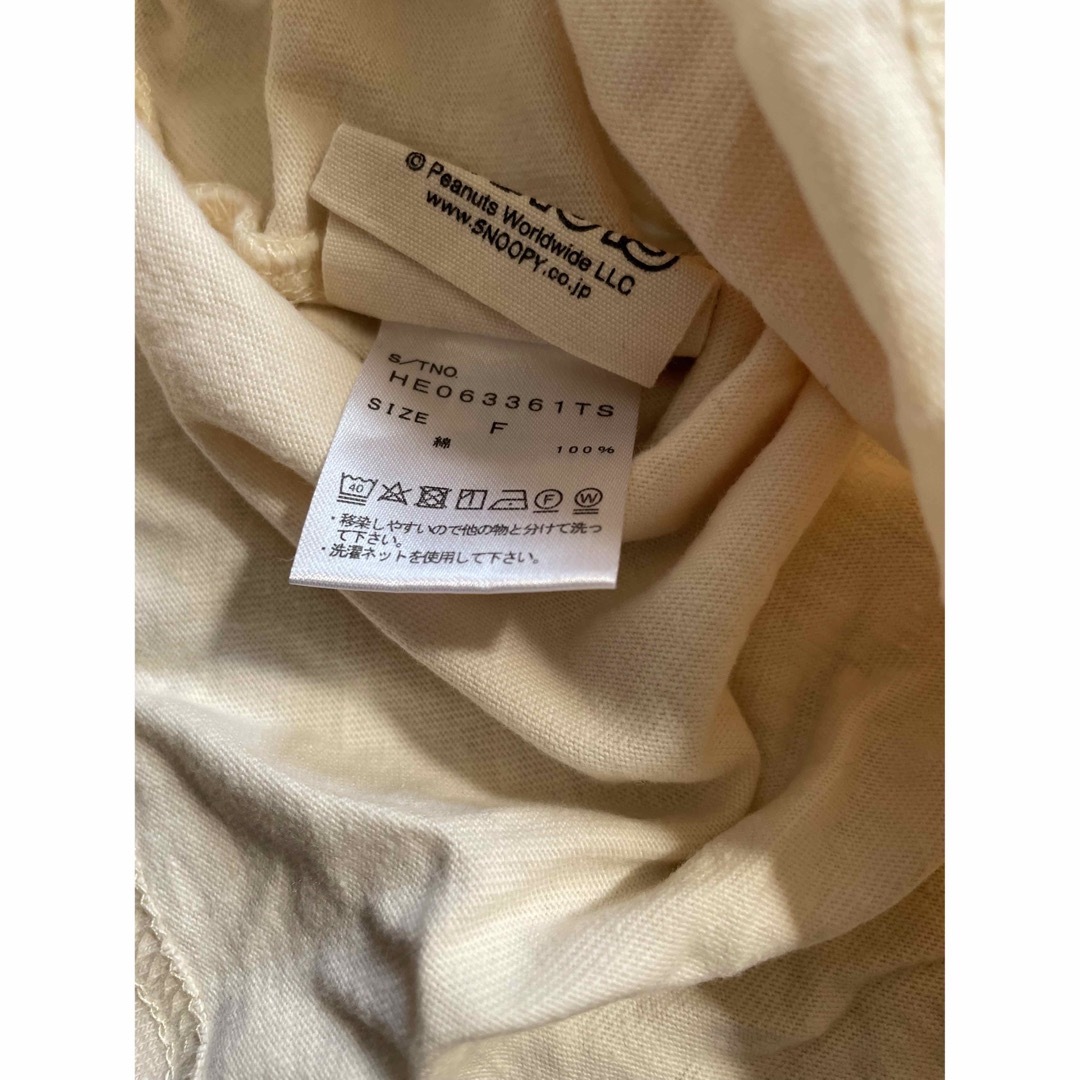 © Peanuts Worldwide LLC
www.SNOOPY.co.jp
S/TNO.
HE063361TS
SIZE F
綿 100%
40 F W
・移染しやすいので他の物と分けて洗っ
て下さい。
・洗濯ネットを使用して下さい。